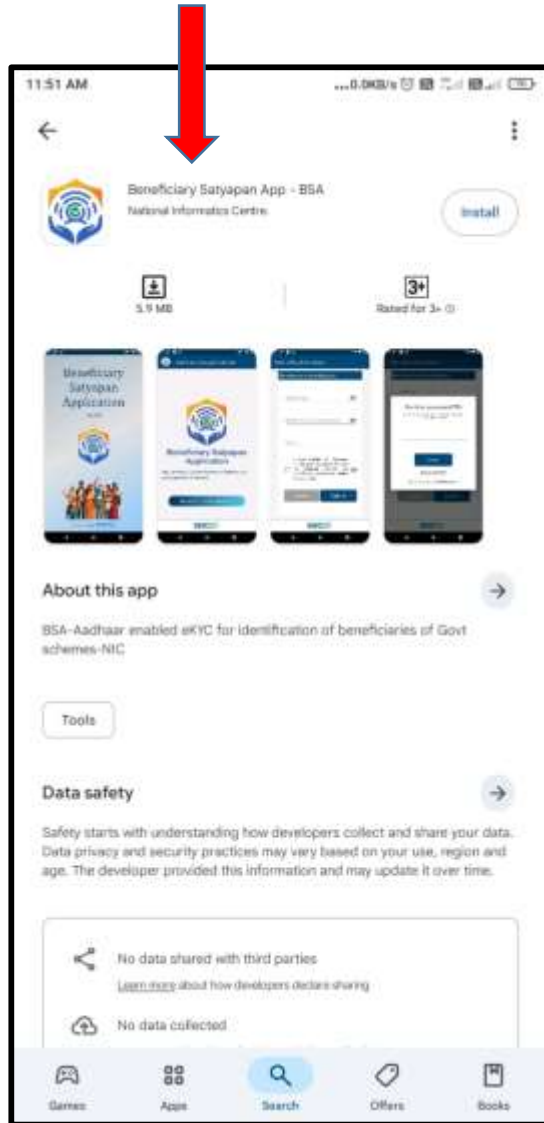 11:51 AM
...0.0KB/s
Beneficiary Satyapan App - BSA
National Informatics Centre
Install
5.9 MB
3+
Rated for 3+
Beneficiary
Satyapan
Application
Beneficiary Satyapan
Application
About this app
BSA-Aadhaar enabled eKYC for identification of beneficiaries of Govt
schemes-NIC
Tools
Data safety
Safety starts with understanding how developers collect and share your data.
Data privacy and security practices may vary based on your use, region and
age. The developer provided this information and may update it over time.
No data shared with third parties
Learn more about how developers declare sharing
No data collected
Games
Apps
Search
Offers
Books